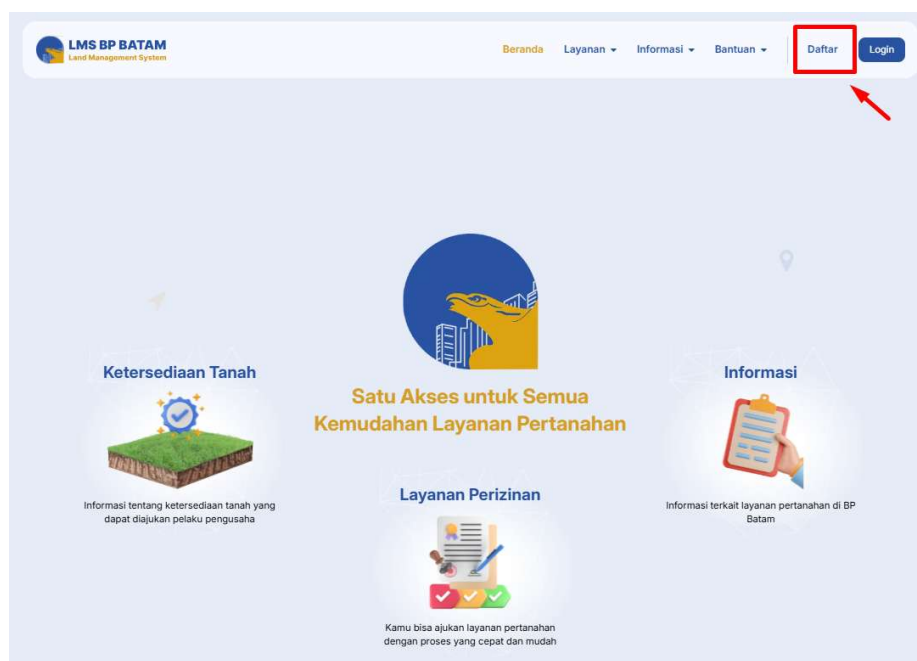 LMS BP BATAM
Land Management System
Beranda Layanan Informasi Bantuan Daftar Login
Satu Akses untuk Semua
Kemudahan Layanan Pertanahan
Ketersediaan Tanah
Informasi tentang ketersediaan tanah yang
dapat diajukan pelaku pengusaha
Layanan Perizinan
Kamu bisa ajukan layanan pertanahan
dengan proses yang cepat dan mudah
Informasi
Informasi terkait layanan pertanahan di BP
Batam